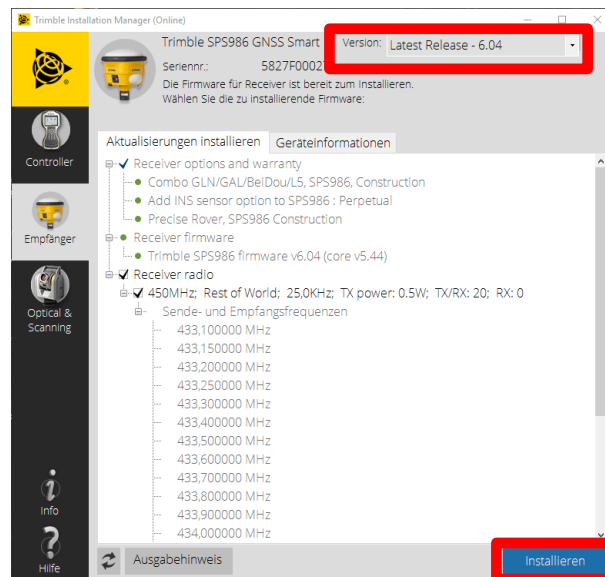 Trimble Installation Manager (Online)
Trimble SPS986 GNSS Smart
Version: Latest Release - 6.04
Seriennr.: 5827F0002
Die Firmware für Receiver ist bereit zum Installieren.
Wählen Sie die zu installierende Firmware:
Aktualisierungen installieren
Geräteinformationen
Controller
Empfänger
Optical &
Scanning
Info
Hilfe
Receiver options and warranty
Combo GLN/GAL/BeiDou/L5, SPS986, Construction
Add INS sensor option to SPS986 : Perpetual
Precise Rover, SPS986 Construction
Receiver firmware
Trimble SPS986 firmware v6.04 (core v5.44)
Receiver radio
450MHz; Rest of World; 25,0KHz; TX power: 0.5W; TX/RX: 20; RX: 0
Sende- und Empfangsfrequenzen
433,100000 MHz
433,150000 MHz
433,200000 MHz
433,250000 MHz
433,300000 MHz
433,400000 MHz
433,500000 MHz
433,600000 MHz
433,700000 MHz
433,800000 MHz
433,900000 MHz
434,000000 MHz
Ausgabehinweis
Installieren